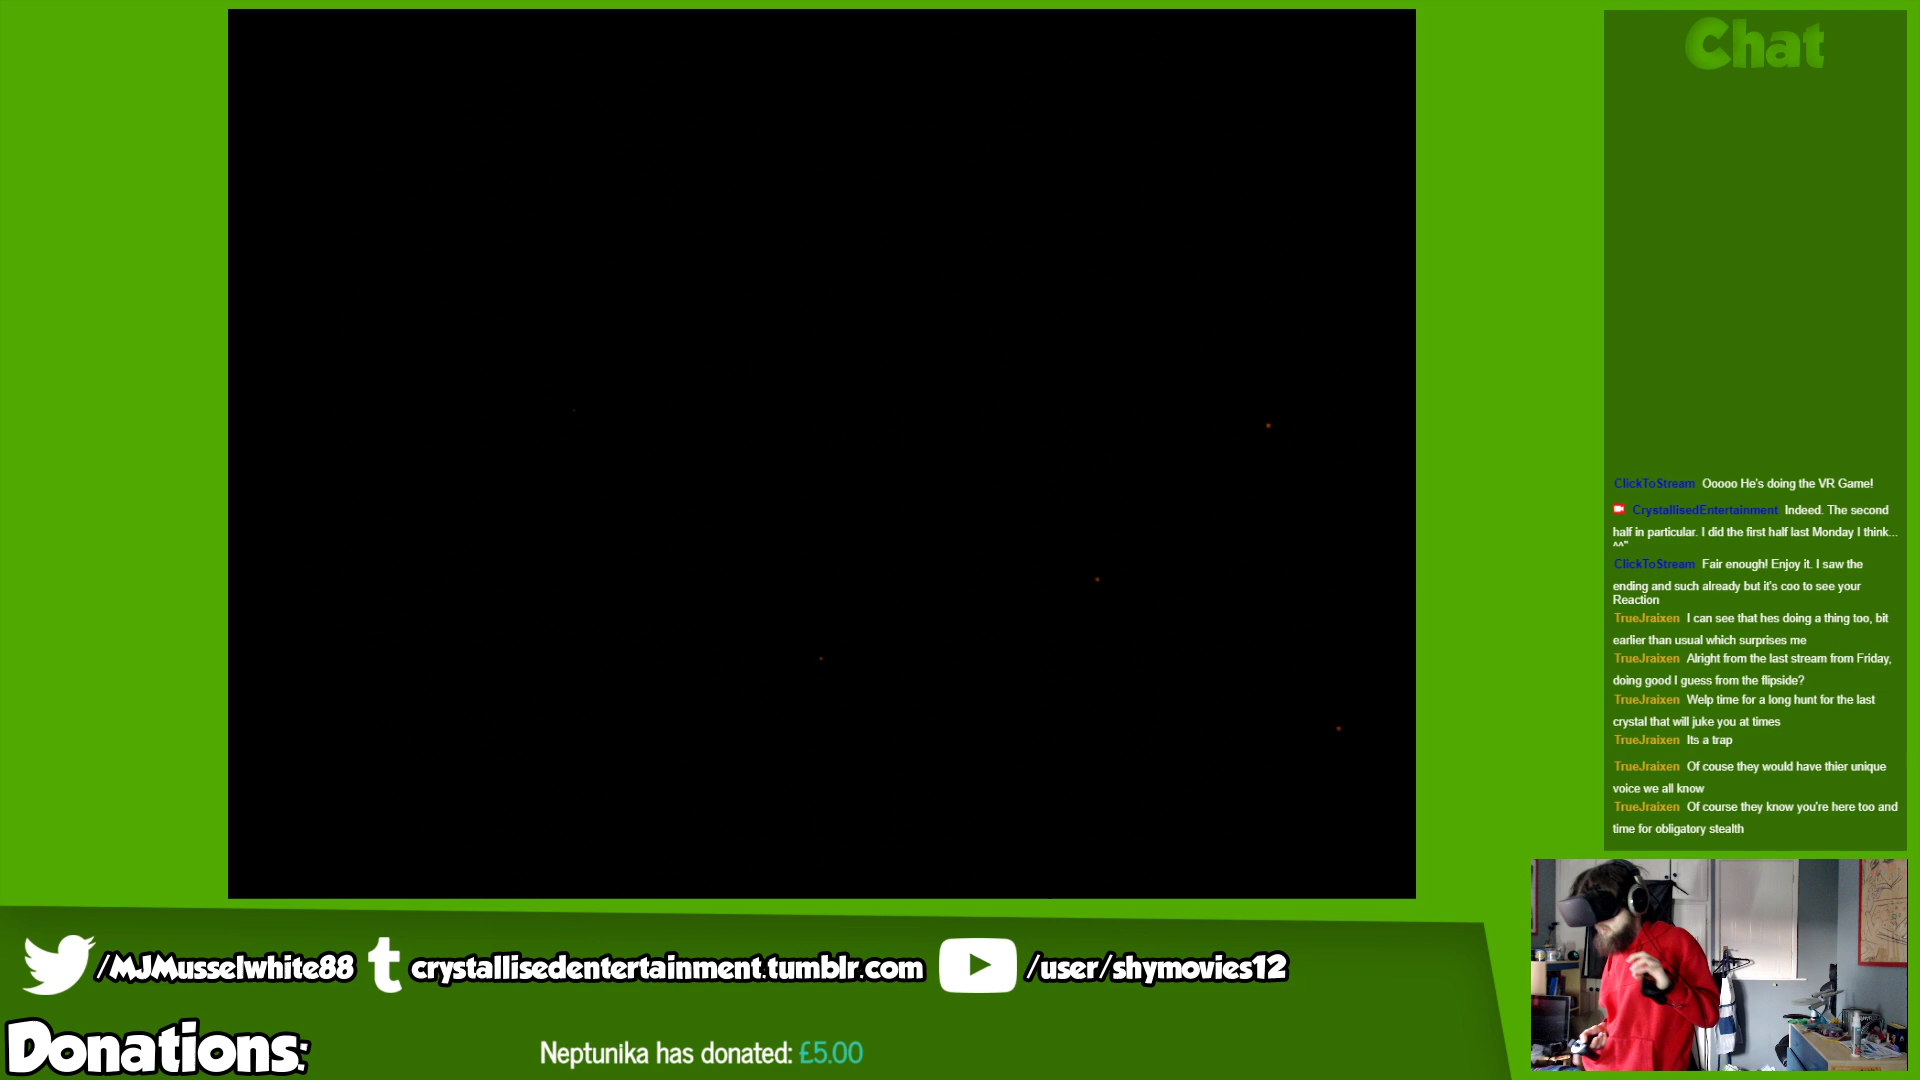 Chat
ClickToStream Ooooo He's doing the VR Game!
CrystallisedEntertainment Indeed. The second
half in particular. I did the first half last Monday I think...
^^"
ClickToStream Fair enough! Enjoy it. I saw the
ending and such already but it's coo to see your
Reaction
TrueJraixen I can see that hes doing a thing too, bit
earlier than usual which surprises me
TrueJraixen Alright from the last stream from Friday,
doing good I guess from the flipside?
TrueJraixen Welp time for a long hunt for the last
crystal that will juke you at times
TrueJraixen Its a trap
TrueJraixen Of couse they would have thier unique
voice we all know
TrueJraixen Of course they know you're here too and
time for obligatory stealth
/MJMusselwhite88 crystallisedentertainment.tumblr.com /user/shymovies12
Donations:
Neptunika has donated: £5.00